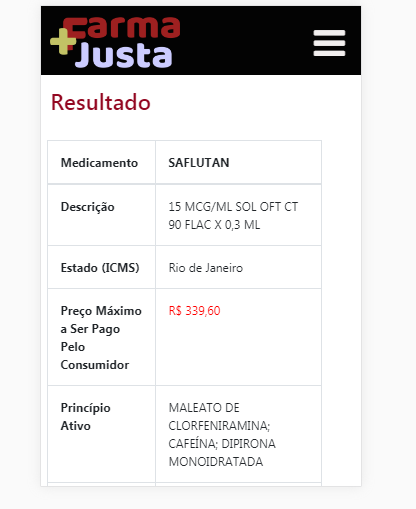 Farma
+Justa
Resultado
Medicamento SAFLUTAN
Descrição 15 MCG/ML SOL OFT CT
90 FLAC X 0,3 ML
Estado (ICMS) Rio de Janeiro
Preço Máximo R$ 339,60
a Ser Pago
Pelo
Consumidor
Princípio MALEATO DE
Ativo CLORFENIRAMINA;
CAFEÍNA; DIPIRONA
MONOIDRATADA